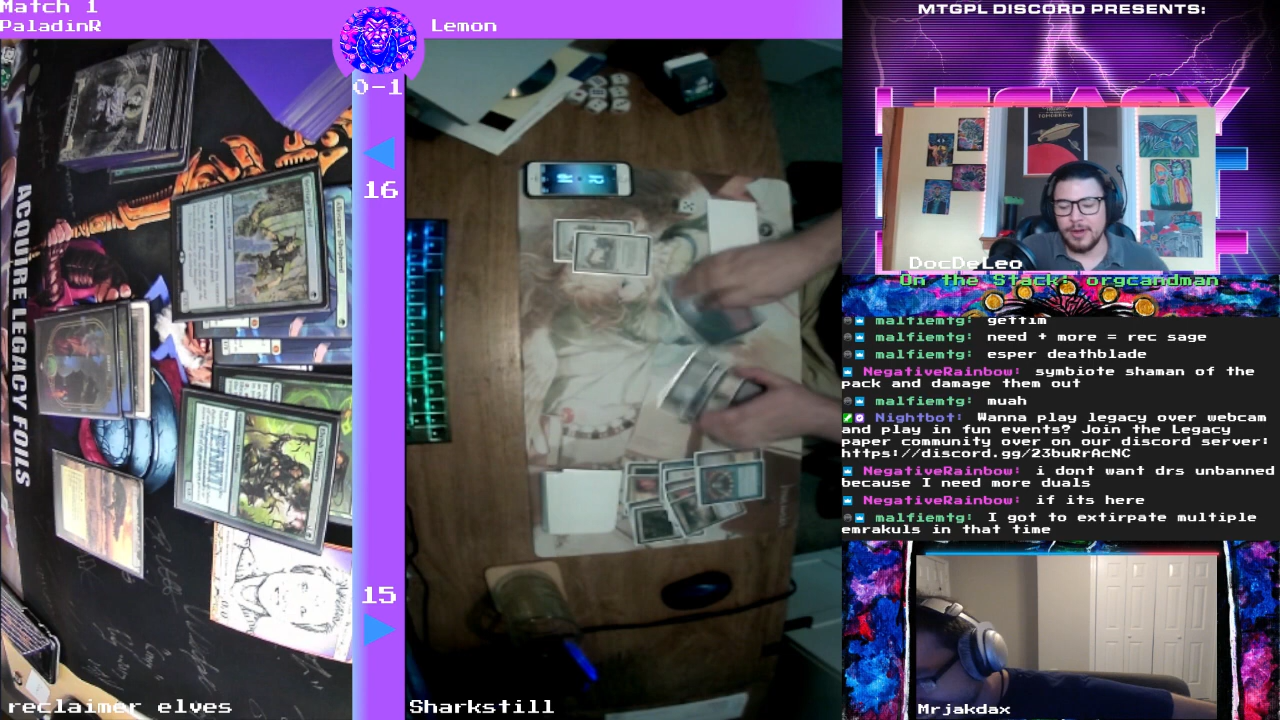 Match 1
PaladinR
Lemon
0-1
16
15
ACQUIRE LEGACY FOILS
reclaimer elves
Sharkstill
MTGPL DISCORD PRESENTS:
LEGACY
TOMORROW
DocDeLeo
On the Stack: orgcandman
malfiemtg: gettim
malfiemtg: need + more = rec sage
malfiemtg: esper deathblade
NegativeRainbow: symbiote shaman of the
pack and damage them out
malfiemtg: muah
Nightbot: Wanna play legacy over webcam
and play in fun events? Join the Legacy
paper community over on our discord server:
https://discord.gg/23buRrAcNC
NegativeRainbow: i dont want drs unbanned
because I need more duals
NegativeRainbow: if its here
malfiemtg: I got to extirpate multiple
emrakuls in that time
Mrjakdax